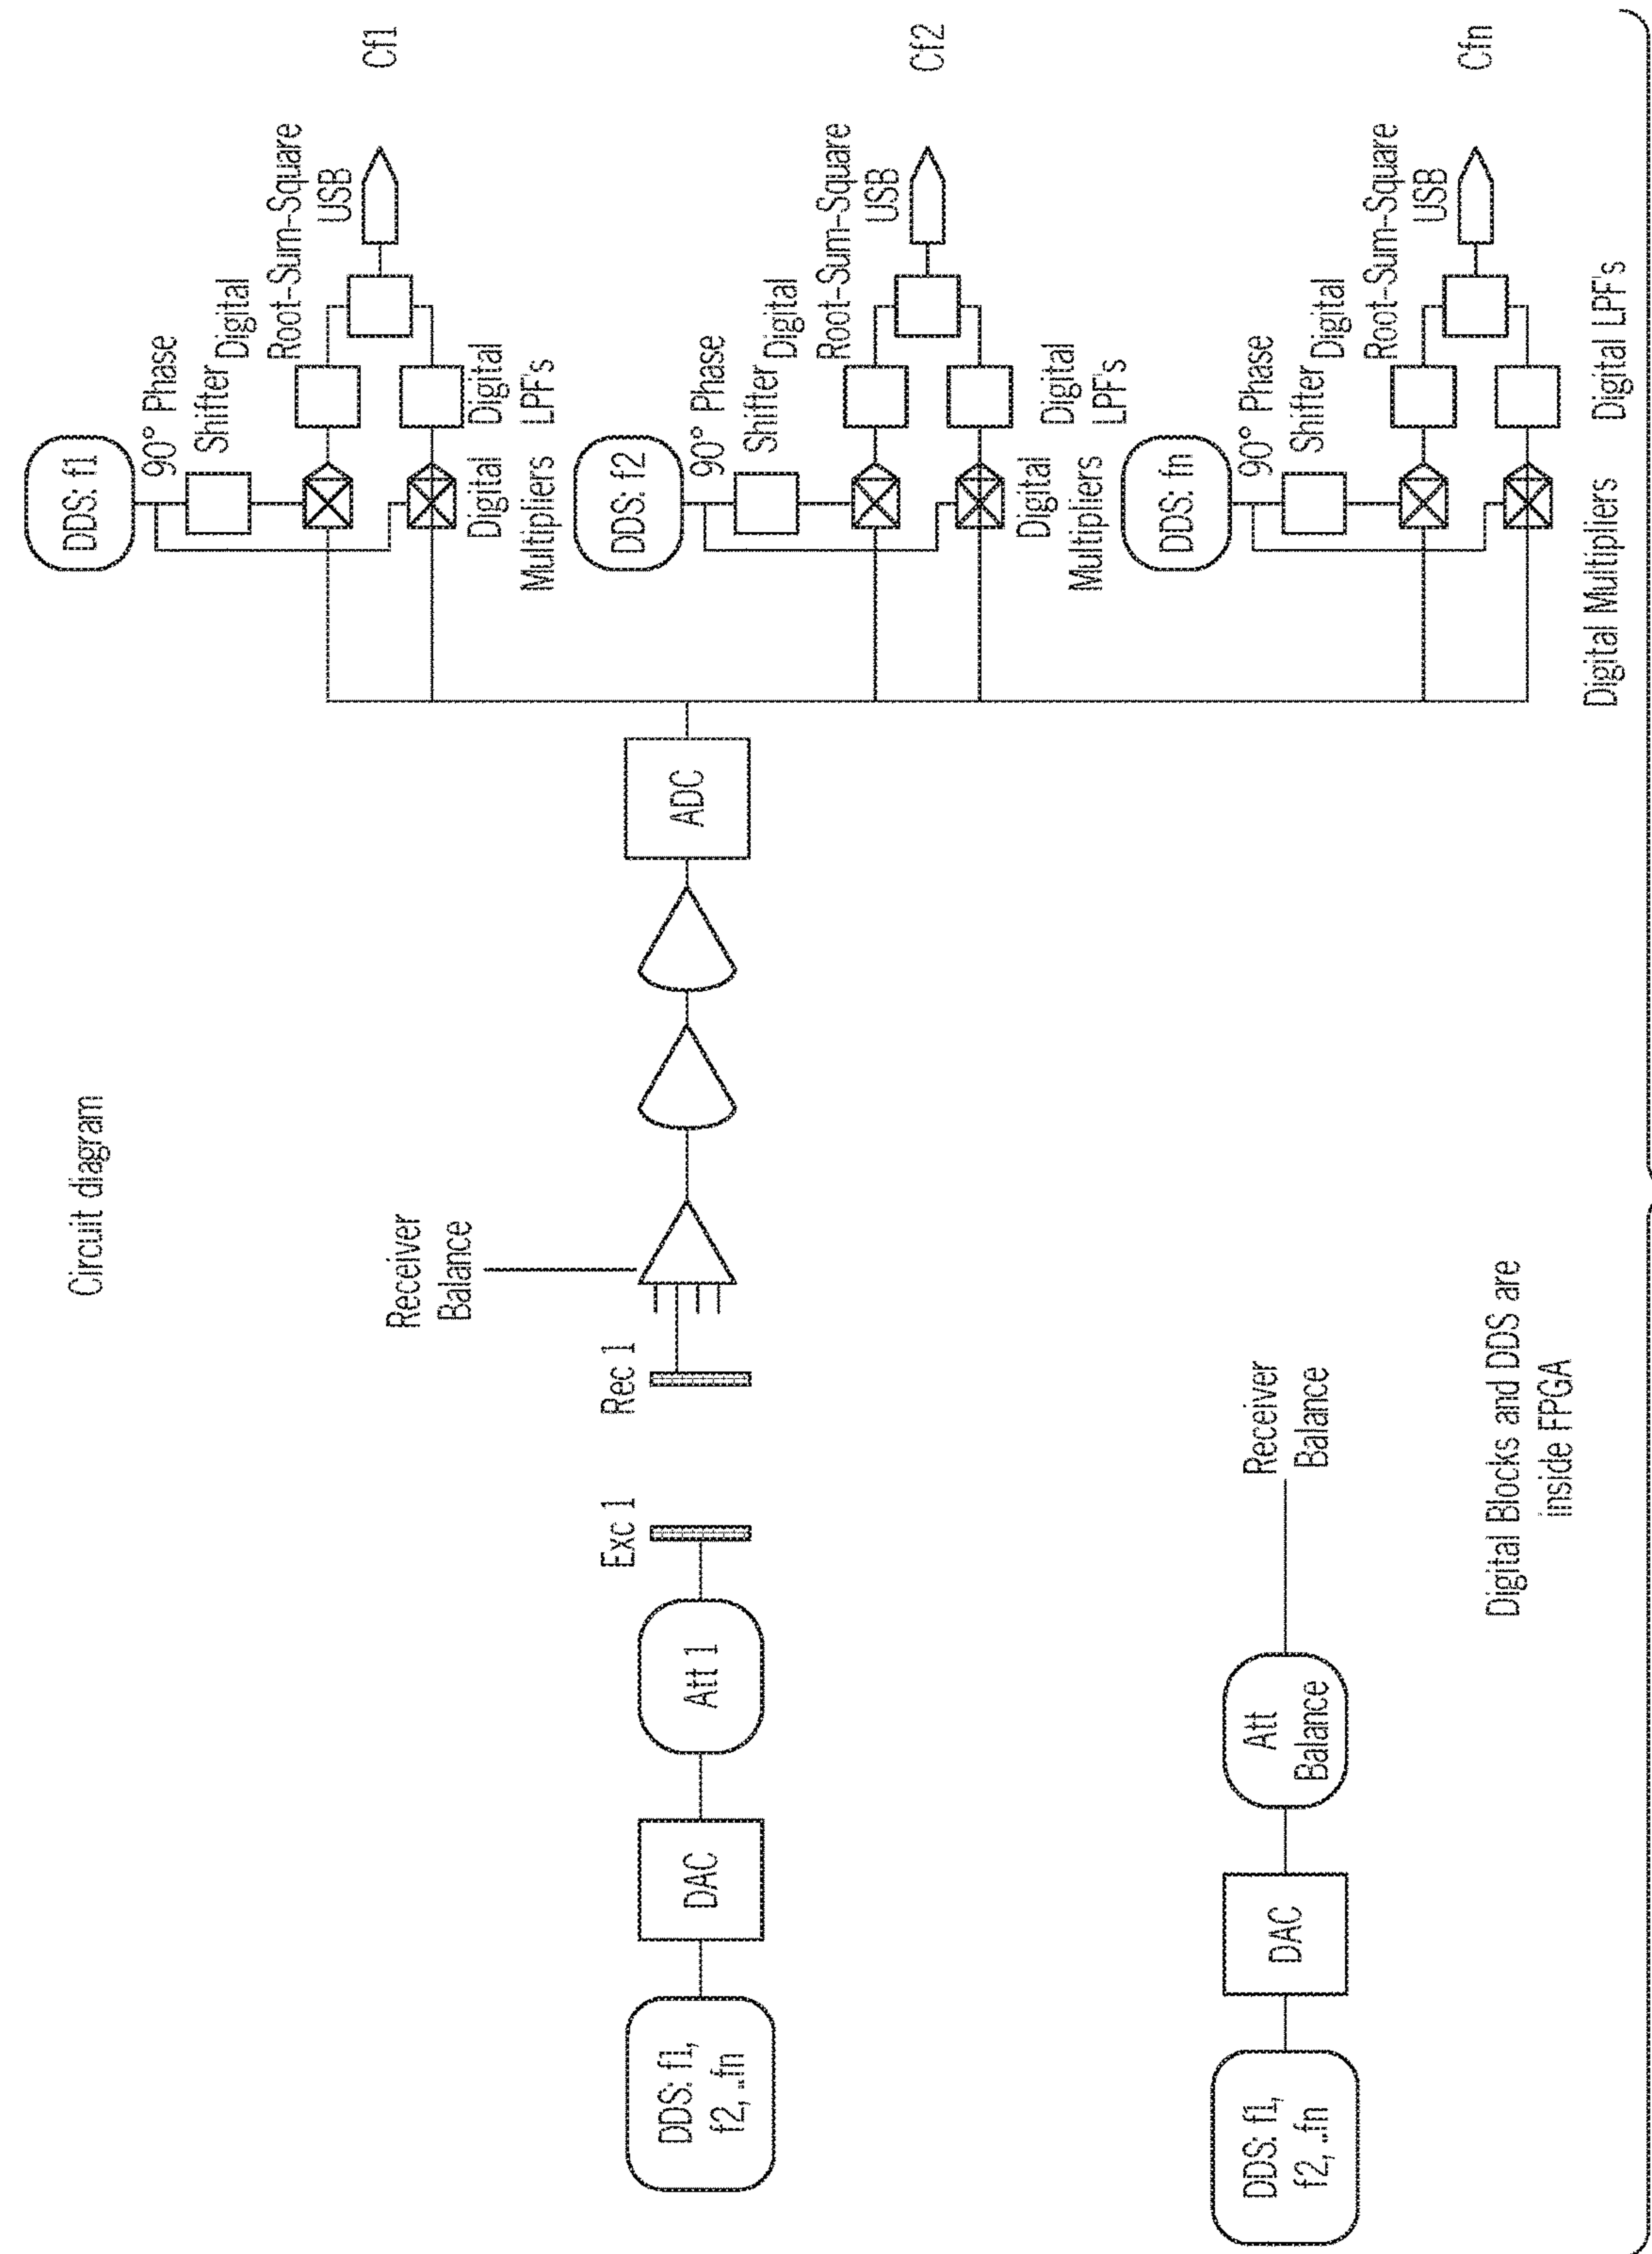 Circuit diagram
DDS: f1
90° Phase
Shifter
Digital
Root-Sum-Square
USB
Cf1
Digital
Multipliers
Digital
LPF's
DDS: f2
90° Phase
Shifter
Digital
Root-Sum-Square
USB
Cf2
Digital
Multipliers
Digital
LPF's
DDS: fn
90° Phase
Shifter
Digital
Root-Sum-Square
USB
Cfn
Digital Multipliers
Digital LPF's
Receiver
Balance
DDS: f1,
f2, ..fn
DAC
Att 1
Exc 1
Rec 1
ADC
DDS: f1,
f2, ..fn
DAC
Att
Balance
Receiver
Balance
Digital Blocks and DDS are
inside FPGA